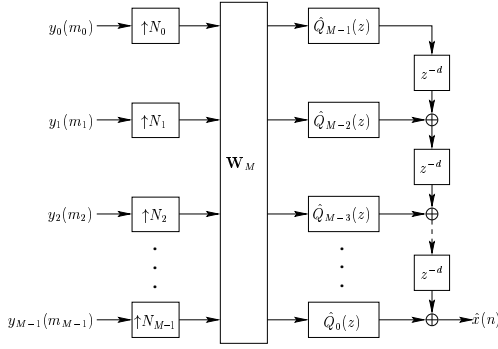 y_0(m_0) ↑N_0 Q̂_{M−1}(z)
z^{−d}
y_1(m_1) ↑N_1 Q̂_{M−2}(z)
W_M
z^{−d}
y_2(m_2) ↑N_2 Q̂_{M−3}(z)
z^{−d}
y_{M−1}(m_{M−1}) ↑N_{M−1} Q̂_0(z) x̂(n)